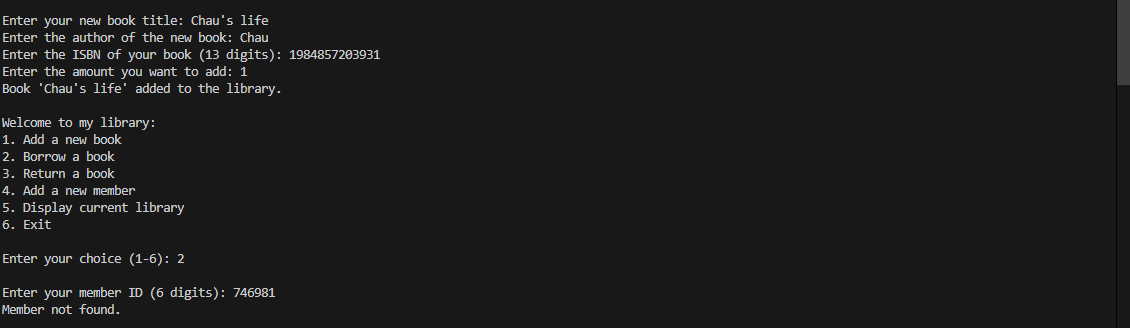 Enter your new book title: Chau's life
Enter the author of the new book: Chau
Enter the ISBN of your book (13 digits): 1984857203931
Enter the amount you want to add: 1
Book 'Chau's life' added to the library.
Welcome to my library:
1. Add a new book
2. Borrow a book
3. Return a book
4. Add a new member
5. Display current library
6. Exit
Enter your choice (1-6): 2
Enter your member ID (6 digits): 746981
Member not found.